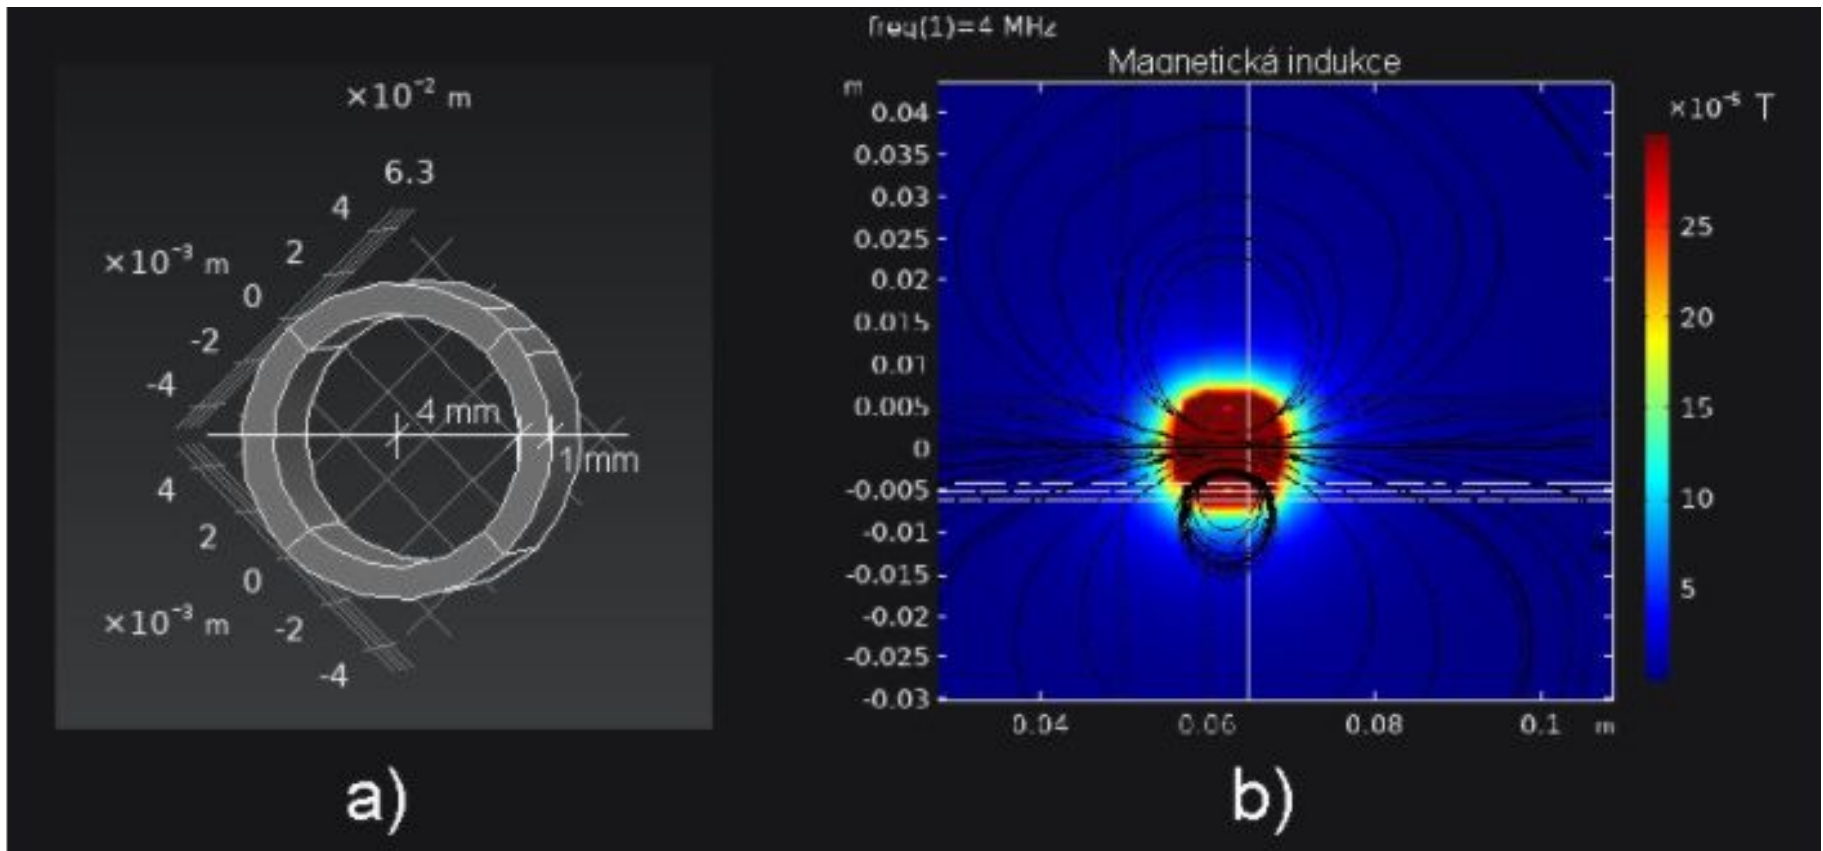 ×10⁻² m
6.3
4
2
×10⁻³ m
0
-2
-4
4 mm
1 mm
4
2
0
×10⁻³ m
-2
-4
a)
freq(1)=4 MHz
Magnetická indukce
m
0.04
0.035
0.03
0.025
0.02
0.015
0.01
0.005
0
-0.005
-0.01
-0.015
-0.02
-0.025
-0.03
0.04 0.06 0.08 0.1 m
×10⁻⁵ T
25
20
15
10
5
b)